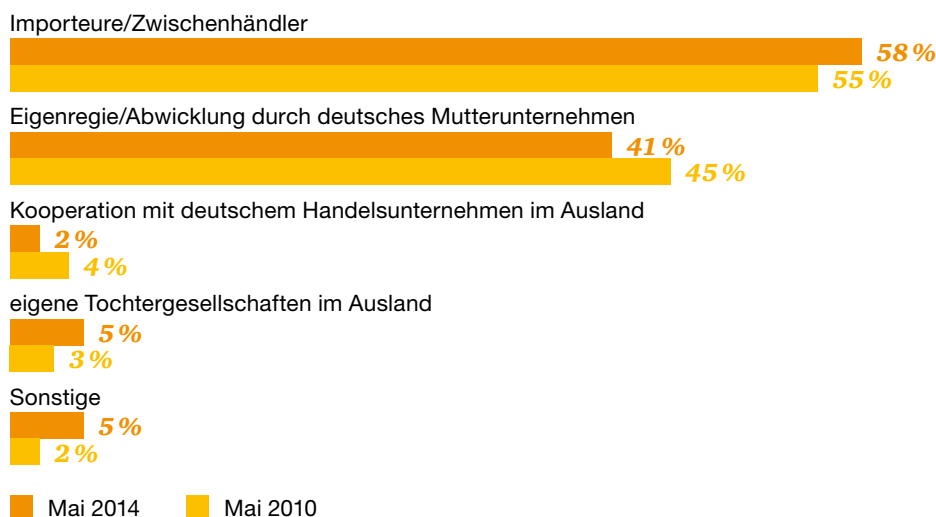 Importeure/Zwischenhändler
58 %
55 %
Eigenregie/Abwicklung durch deutsches Mutterunternehmen
41 %
45 %
Kooperation mit deutschem Handelsunternehmen im Ausland
2 %
4 %
eigene Tochtergesellschaften im Ausland
5 %
3 %
Sonstige
5 %
2 %
Mai 2014 Mai 2010